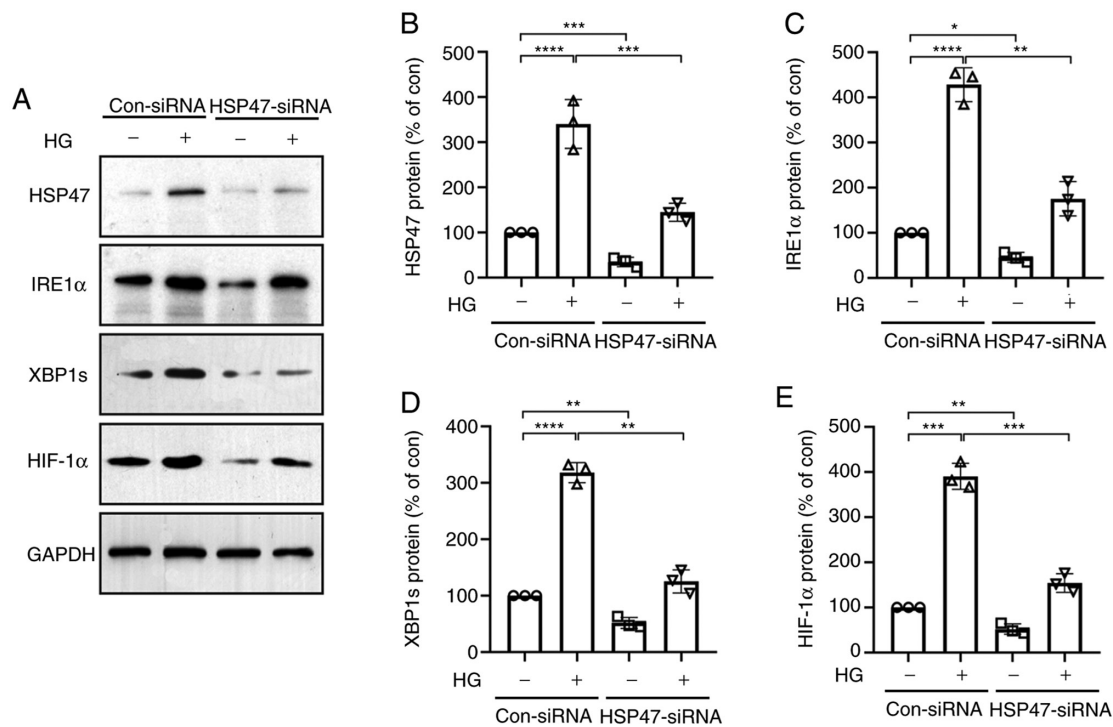 A
Con-siRNA HSP47-siRNA
HG − + − +
HSP47
IRE1α
XBP1s
HIF-1α
GAPDH
B
HSP47 protein (% of con)
500
400
300
200
100
0
***
**** ***
HG − + − +
Con-siRNA HSP47-siRNA
C
IRE1α protein (% of con)
500
400
300
200
100
0
*
**** **
HG − + − +
Con-siRNA HSP47-siRNA
D
XBP1s protein (% of con)
400
300
200
100
0
**
**** **
HG − + − +
Con-siRNA HSP47-siRNA
E
HIF-1α protein (% of con)
500
400
300
200
100
0
**
*** ***
HG − + − +
Con-siRNA HSP47-siRNA